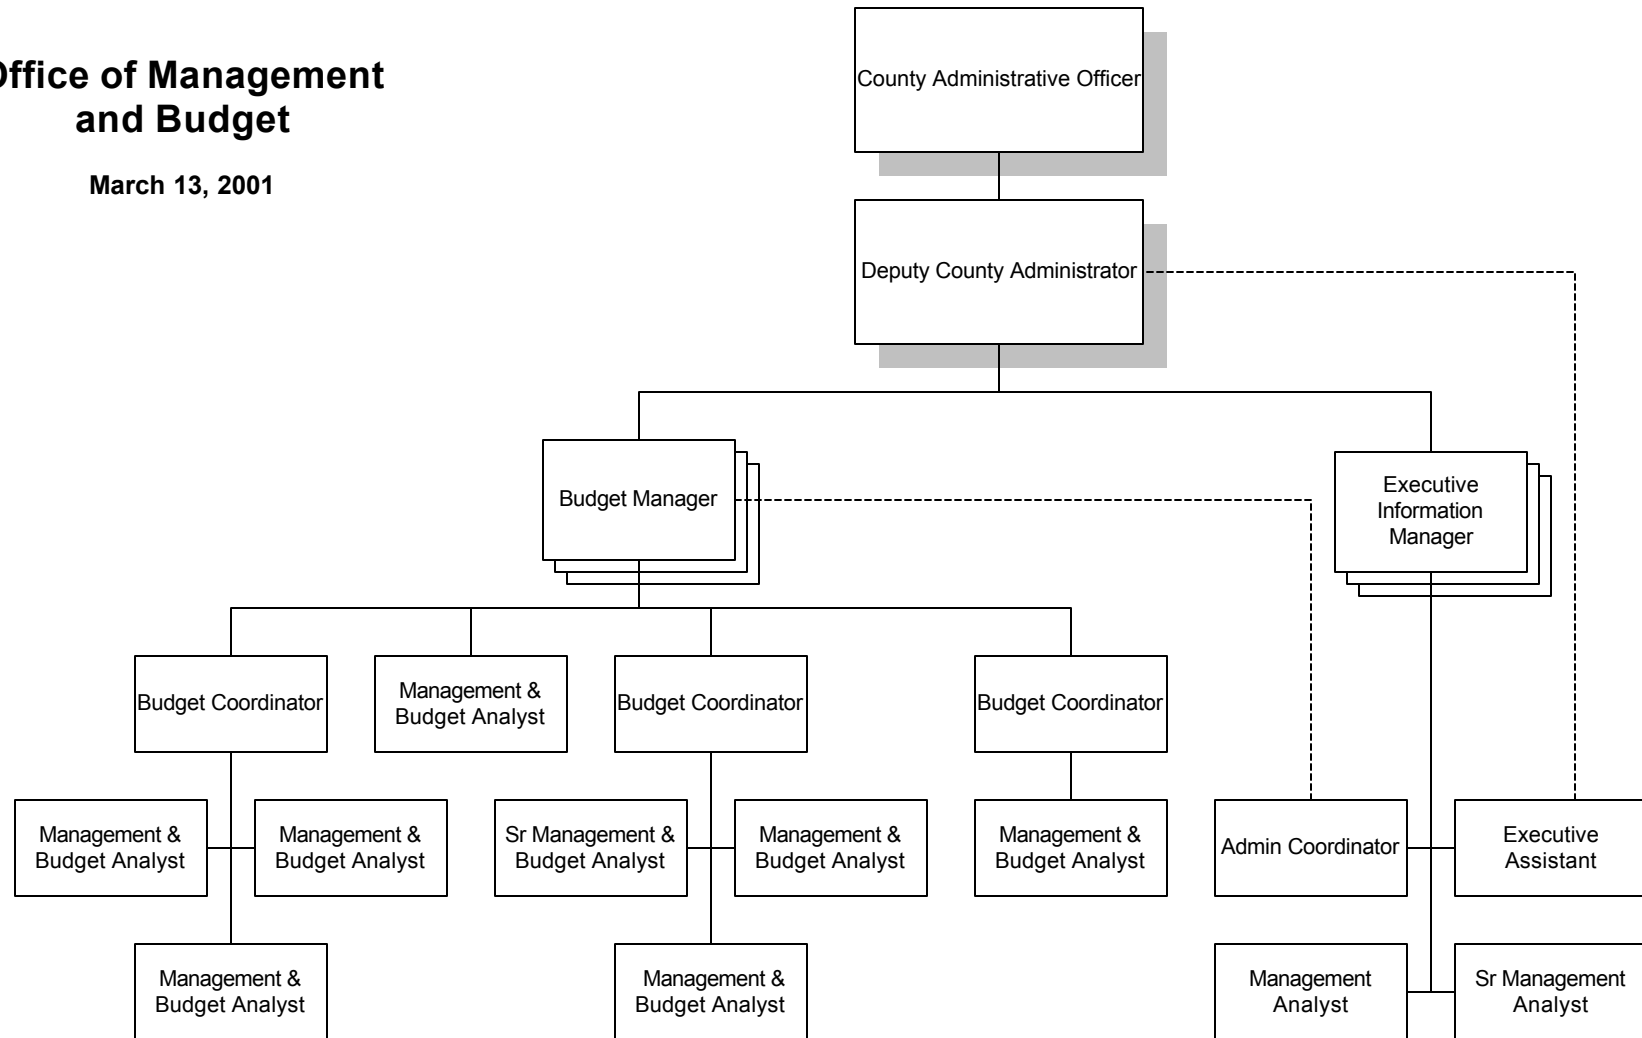 Office of Management
and Budget
March 13, 2001
County Administrative Officer
Deputy County Administrator
Budget Manager
Executive
Information
Manager
Budget Coordinator
Management &
Budget Analyst
Budget Coordinator
Budget Coordinator
Management &
Budget Analyst
Management &
Budget Analyst
Sr Management &
Budget Analyst
Management &
Budget Analyst
Management &
Budget Analyst
Admin Coordinator
Executive
Assistant
Management &
Budget Analyst
Management &
Budget Analyst
Management
Analyst
Sr Management
Analyst